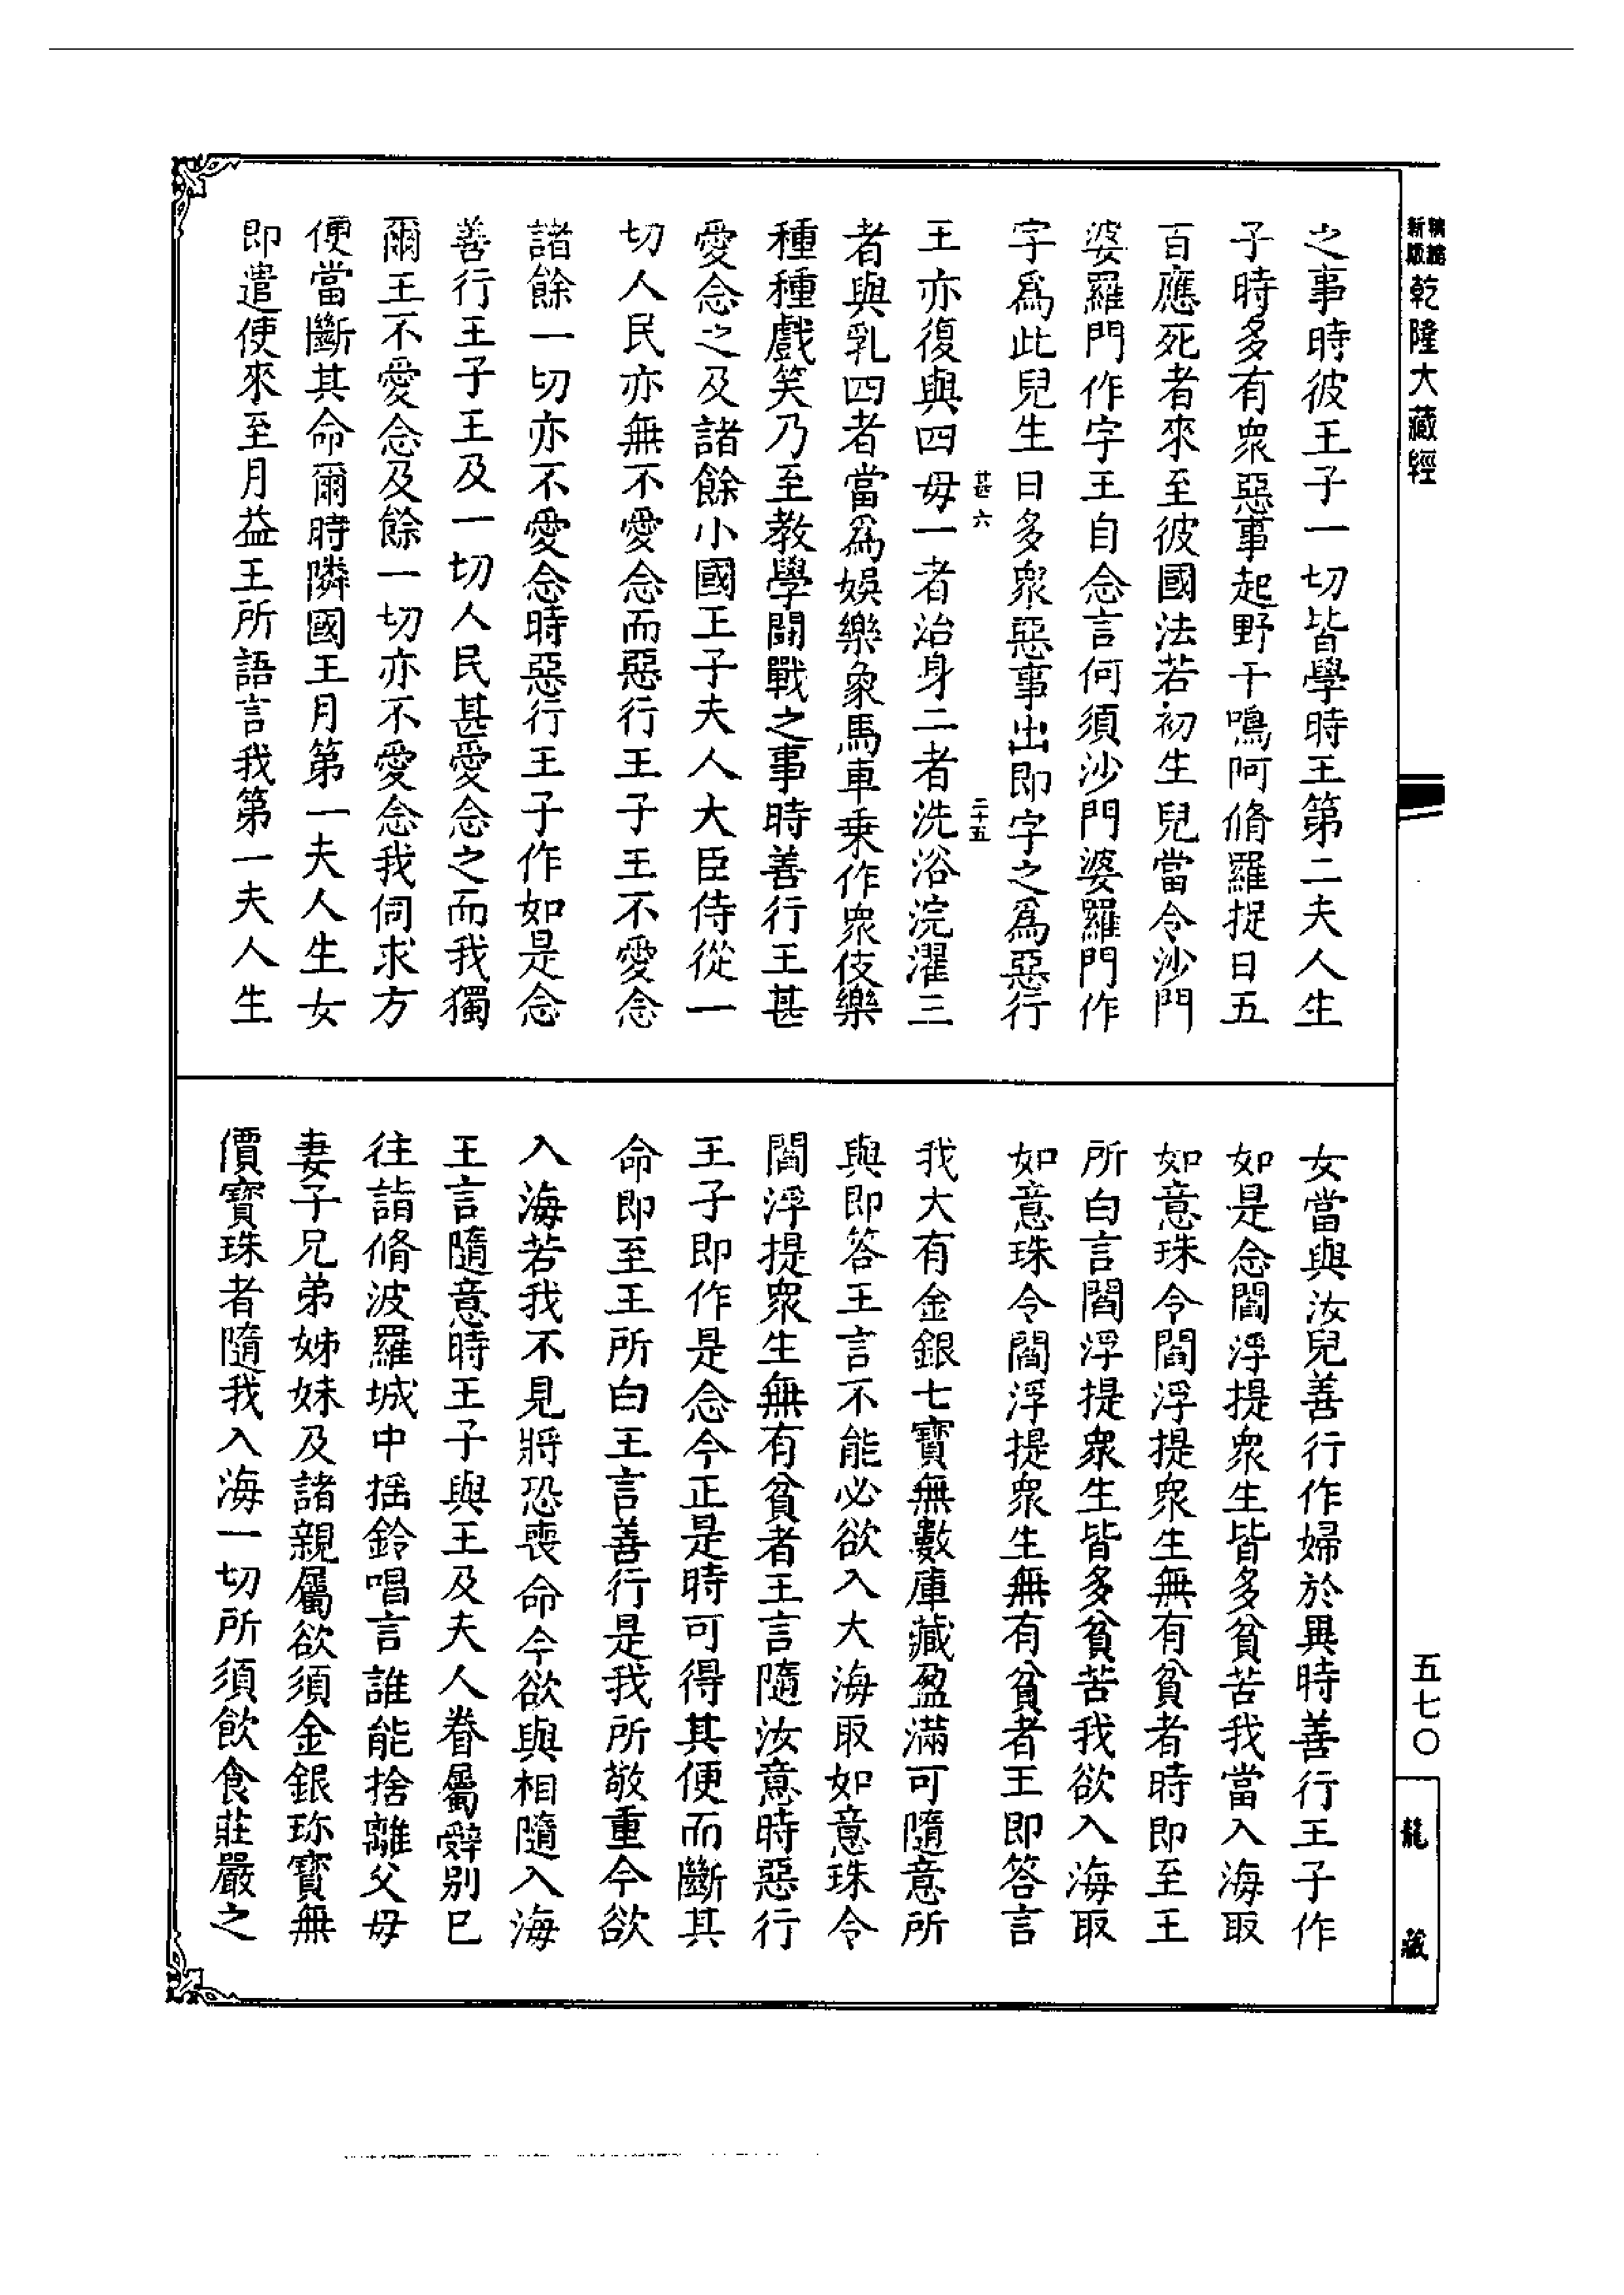 精縮新版乾隆大藏經
五七〇
龍藏
之事時彼王子一切皆學時王第二夫人生
子時多有衆惡事起野干鳴阿脩羅捉日五
百應死者來至彼國法若初生兒當令沙門
婆羅門作字王自念言何須沙門婆羅門作
字爲此兒生日多衆惡事出即字之爲惡行
六
二十五
王亦復與四母一者治身二者洗浴浣濯三
者與乳四者當爲娛樂象馬車乗作衆伎樂
種種戲笑乃至教學鬪戰之事時善行王甚
愛念之及諸餘小國王子夫人大臣侍從一
切人民亦無不愛念而惡行王子王不愛念
諸餘一切亦不愛念時惡行王子作如是念
善行王子王及一切人民甚愛念之而我獨
爾王不愛念及餘一切亦不愛念我伺求方
便當斷其命爾時隣國王月第一夫人生女
即遣使來至月益王所語言我第一夫人生
女當與汝兒善行作婦於異時善行王子作
如是念閻浮提衆生皆多貧苦我當入海取
如意珠令閻浮提衆生無有貧者時即至王
所白言閻浮提衆生皆多貧苦我欲入海取
如意珠令閻浮提衆生無有貧者王即答言
我大有金銀七寳無數庫藏盈滿可隨意所
與即答王言不能必欲入大海取如意珠令
閻浮提衆生無有貧者王言隨汝意時惡行
王子即作是念今正是時可得其便而斷其
命即至王所白王言善行是我所敬重今欲
入海若我不見將恐喪命今欲與相隨入海
王言隨意時王子與王及夫人眷屬辤别已
往詣脩波羅城中揺鈴唱言誰能捨離父母
妻子兄弟姊妹及諸親屬欲須金銀珎寳無
價寳珠者隨我入海一切所須飲食莊嚴之